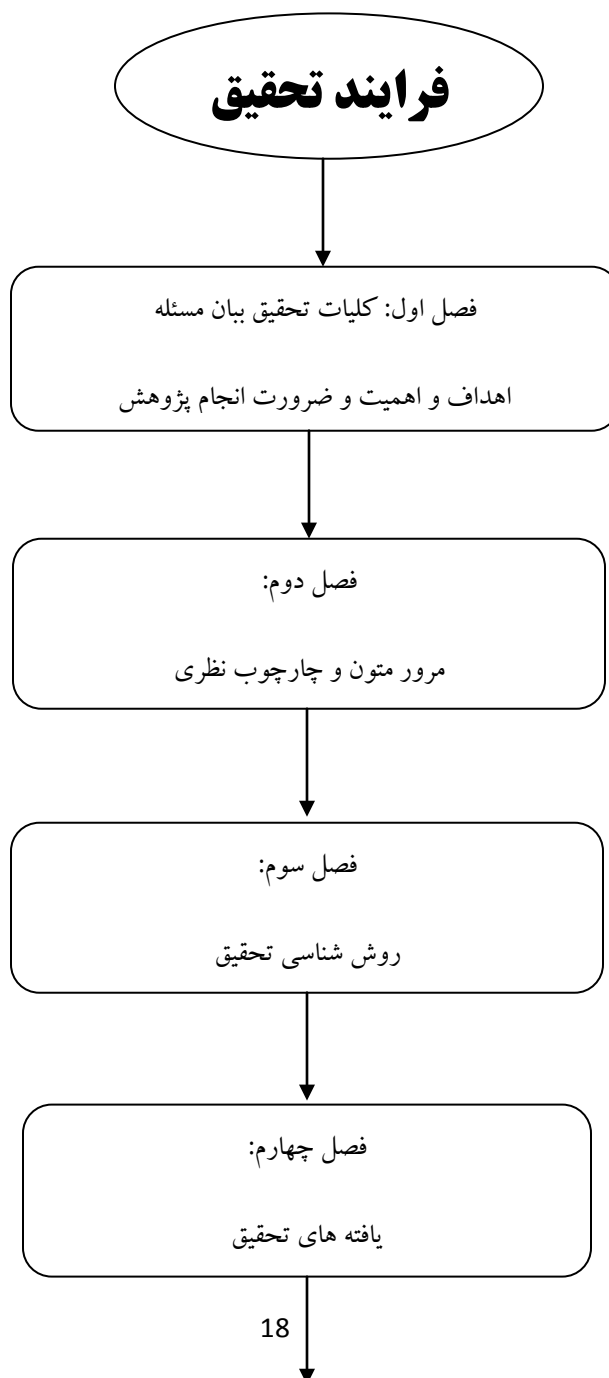 فرایند تحقیق
فصل اول: کلیات تحقیق ببان مسئله
اهداف و اهمیت و ضرورت انجام پژوهش
فصل دوم:
مرور متون و چارچوب نظری
فصل سوم:
روش شناسی تحقیق
فصل چهارم:
یافته های تحقیق
18